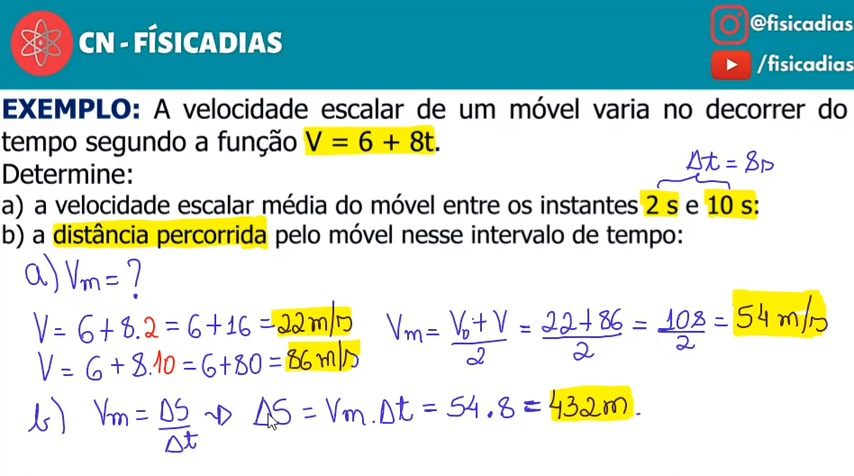 CN - FÍSICADIAS
@fisicadias
/fisicadias
EXEMPLO: A velocidade escalar de um móvel varia no decorrer do
tempo segundo a função V = 6 + 8t.
Determine:
Δt = 8s
a) a velocidade escalar média do móvel entre os instantes 2 s e 10 s:
b) a distância percorrida pelo móvel nesse intervalo de tempo:
a) Vm = ?
V = 6 + 8.2 = 6 + 16 = 22 m/s
V = 6 + 8.10 = 6 + 80 = 86 m/s
Vm = (V₀ + V)/2 = (22 + 86)/2 = 108/2 = 54 m/s
b) Vm = ΔS/Δt → ΔS = Vm . Δt = 54 . 8 = 432 m.